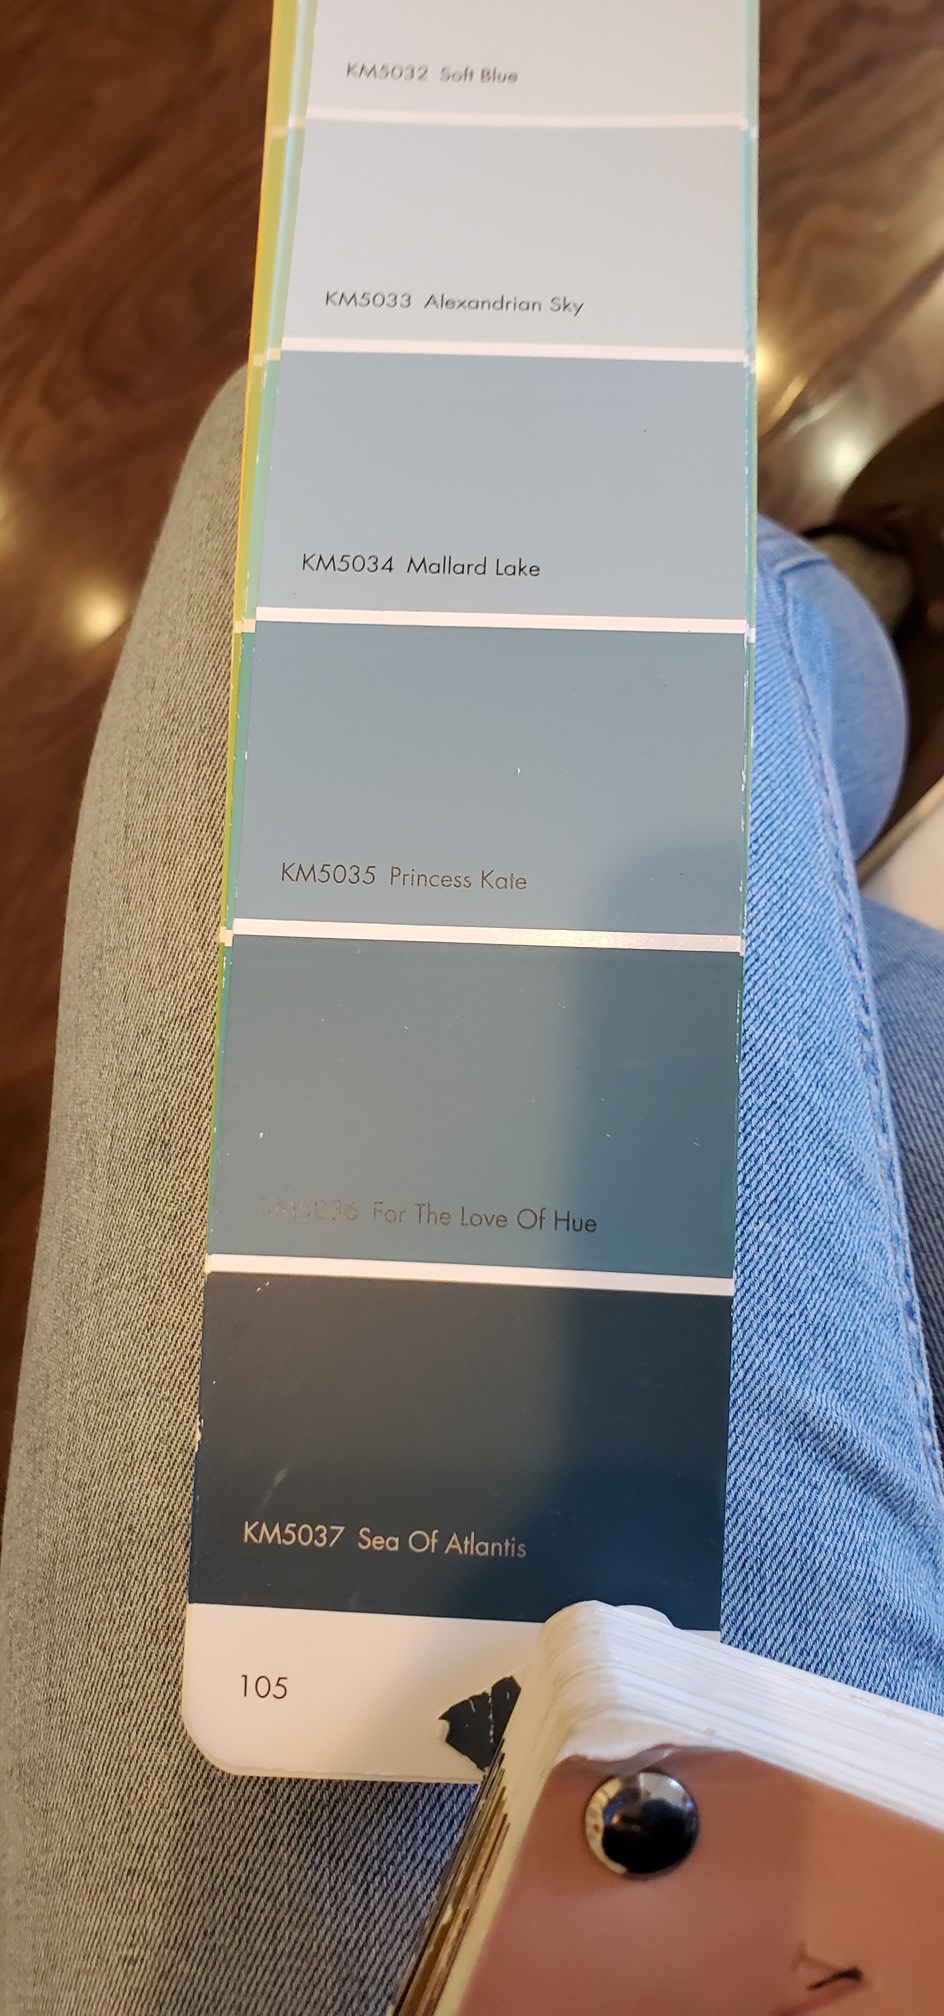 KM5032 Soft Blue
KM5033 Alexandrian Sky
KM5034 Mallard Lake
KM5035 Princess Kate
KM5036 For The Love Of Hue
KM5037 Sea Of Atlantis
105